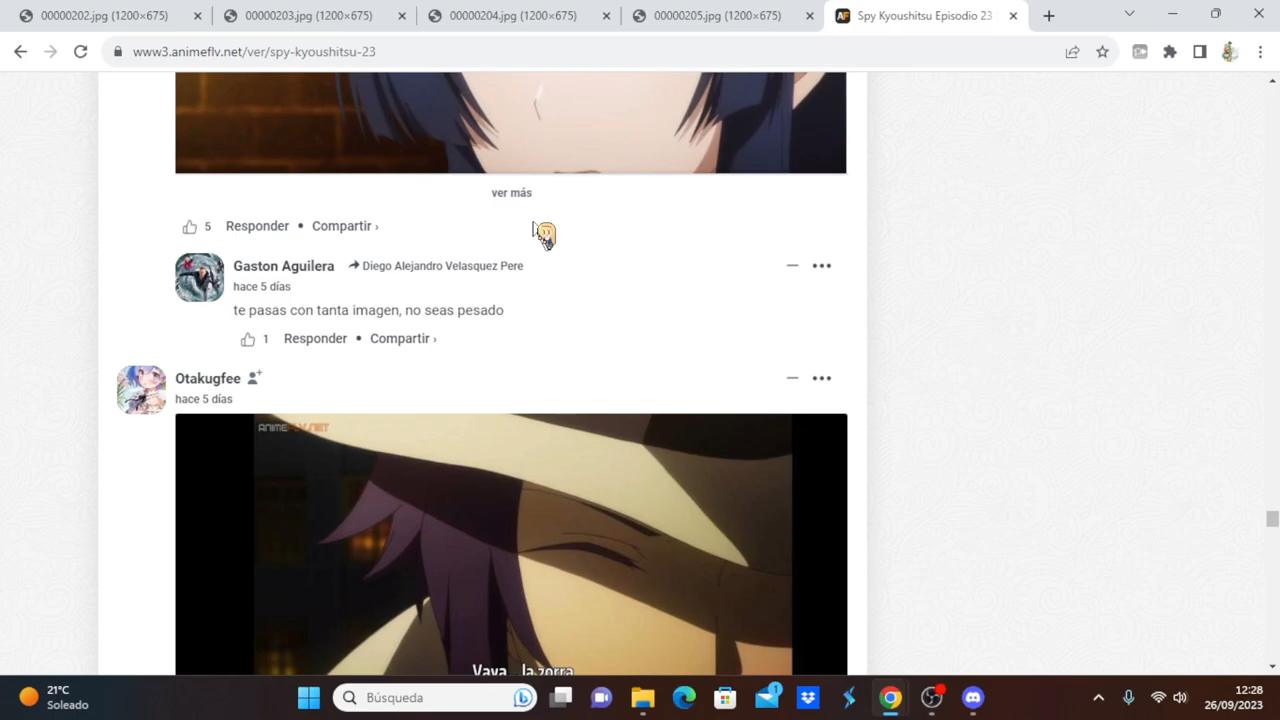 00000202.jpg (1200×675)
00000203.jpg (1200×675)
00000204.jpg (1200×675)
00000205.jpg (1200×675)
Spy Kyoushitsu Episodio 23
www3.animeflv.net/ver/spy-kyoushitsu-23
ver más
5 Responder • Compartir ›
Gaston Aguilera Diego Alejandro Velasquez Pere
hace 5 días
te pasas con tanta imagen, no seas pesado
1 Responder • Compartir ›
Otakugfee
hace 5 días
ANIMEFLV.NET
Vaya... la zorra
21°C
Soleado
Búsqueda
12:28
26/09/2023